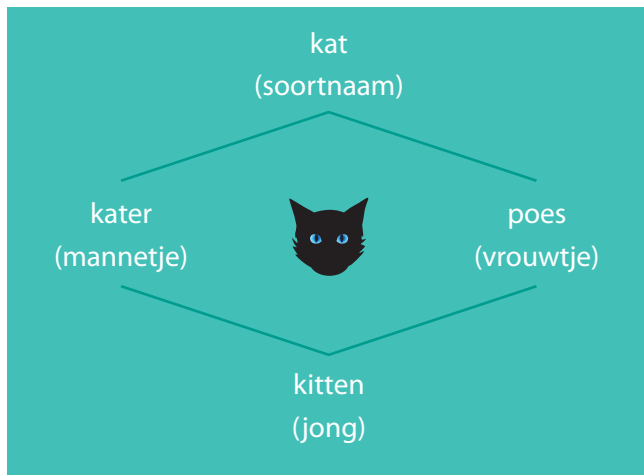 kat
(soortnaam)
kater
(mannetje)
poes
(vrouwtje)
kitten
(jong)